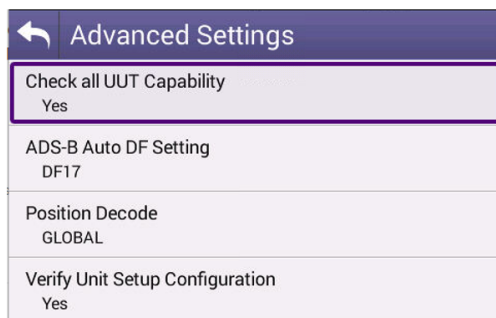 Advanced Settings
Check all UUT Capability
Yes
ADS-B Auto DF Setting
DF17
Position Decode
GLOBAL
Verify Unit Setup Configuration
Yes